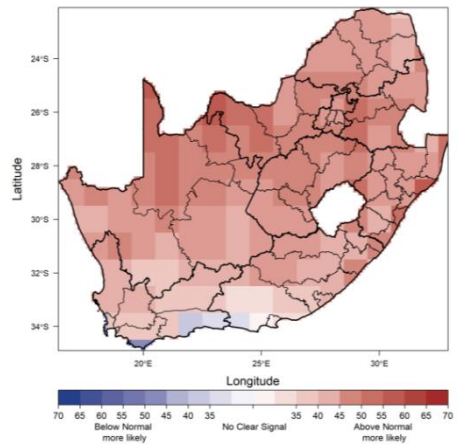 24°S
26°S
28°S
30°S
32°S
34°S
Latitude
20°E 25°E 30°E
Longitude
70 65 60 55 50 45 40 35 35 40 45 50 55 60 65 70
Below Normal No Clear Signal Above Normal
more likely more likely